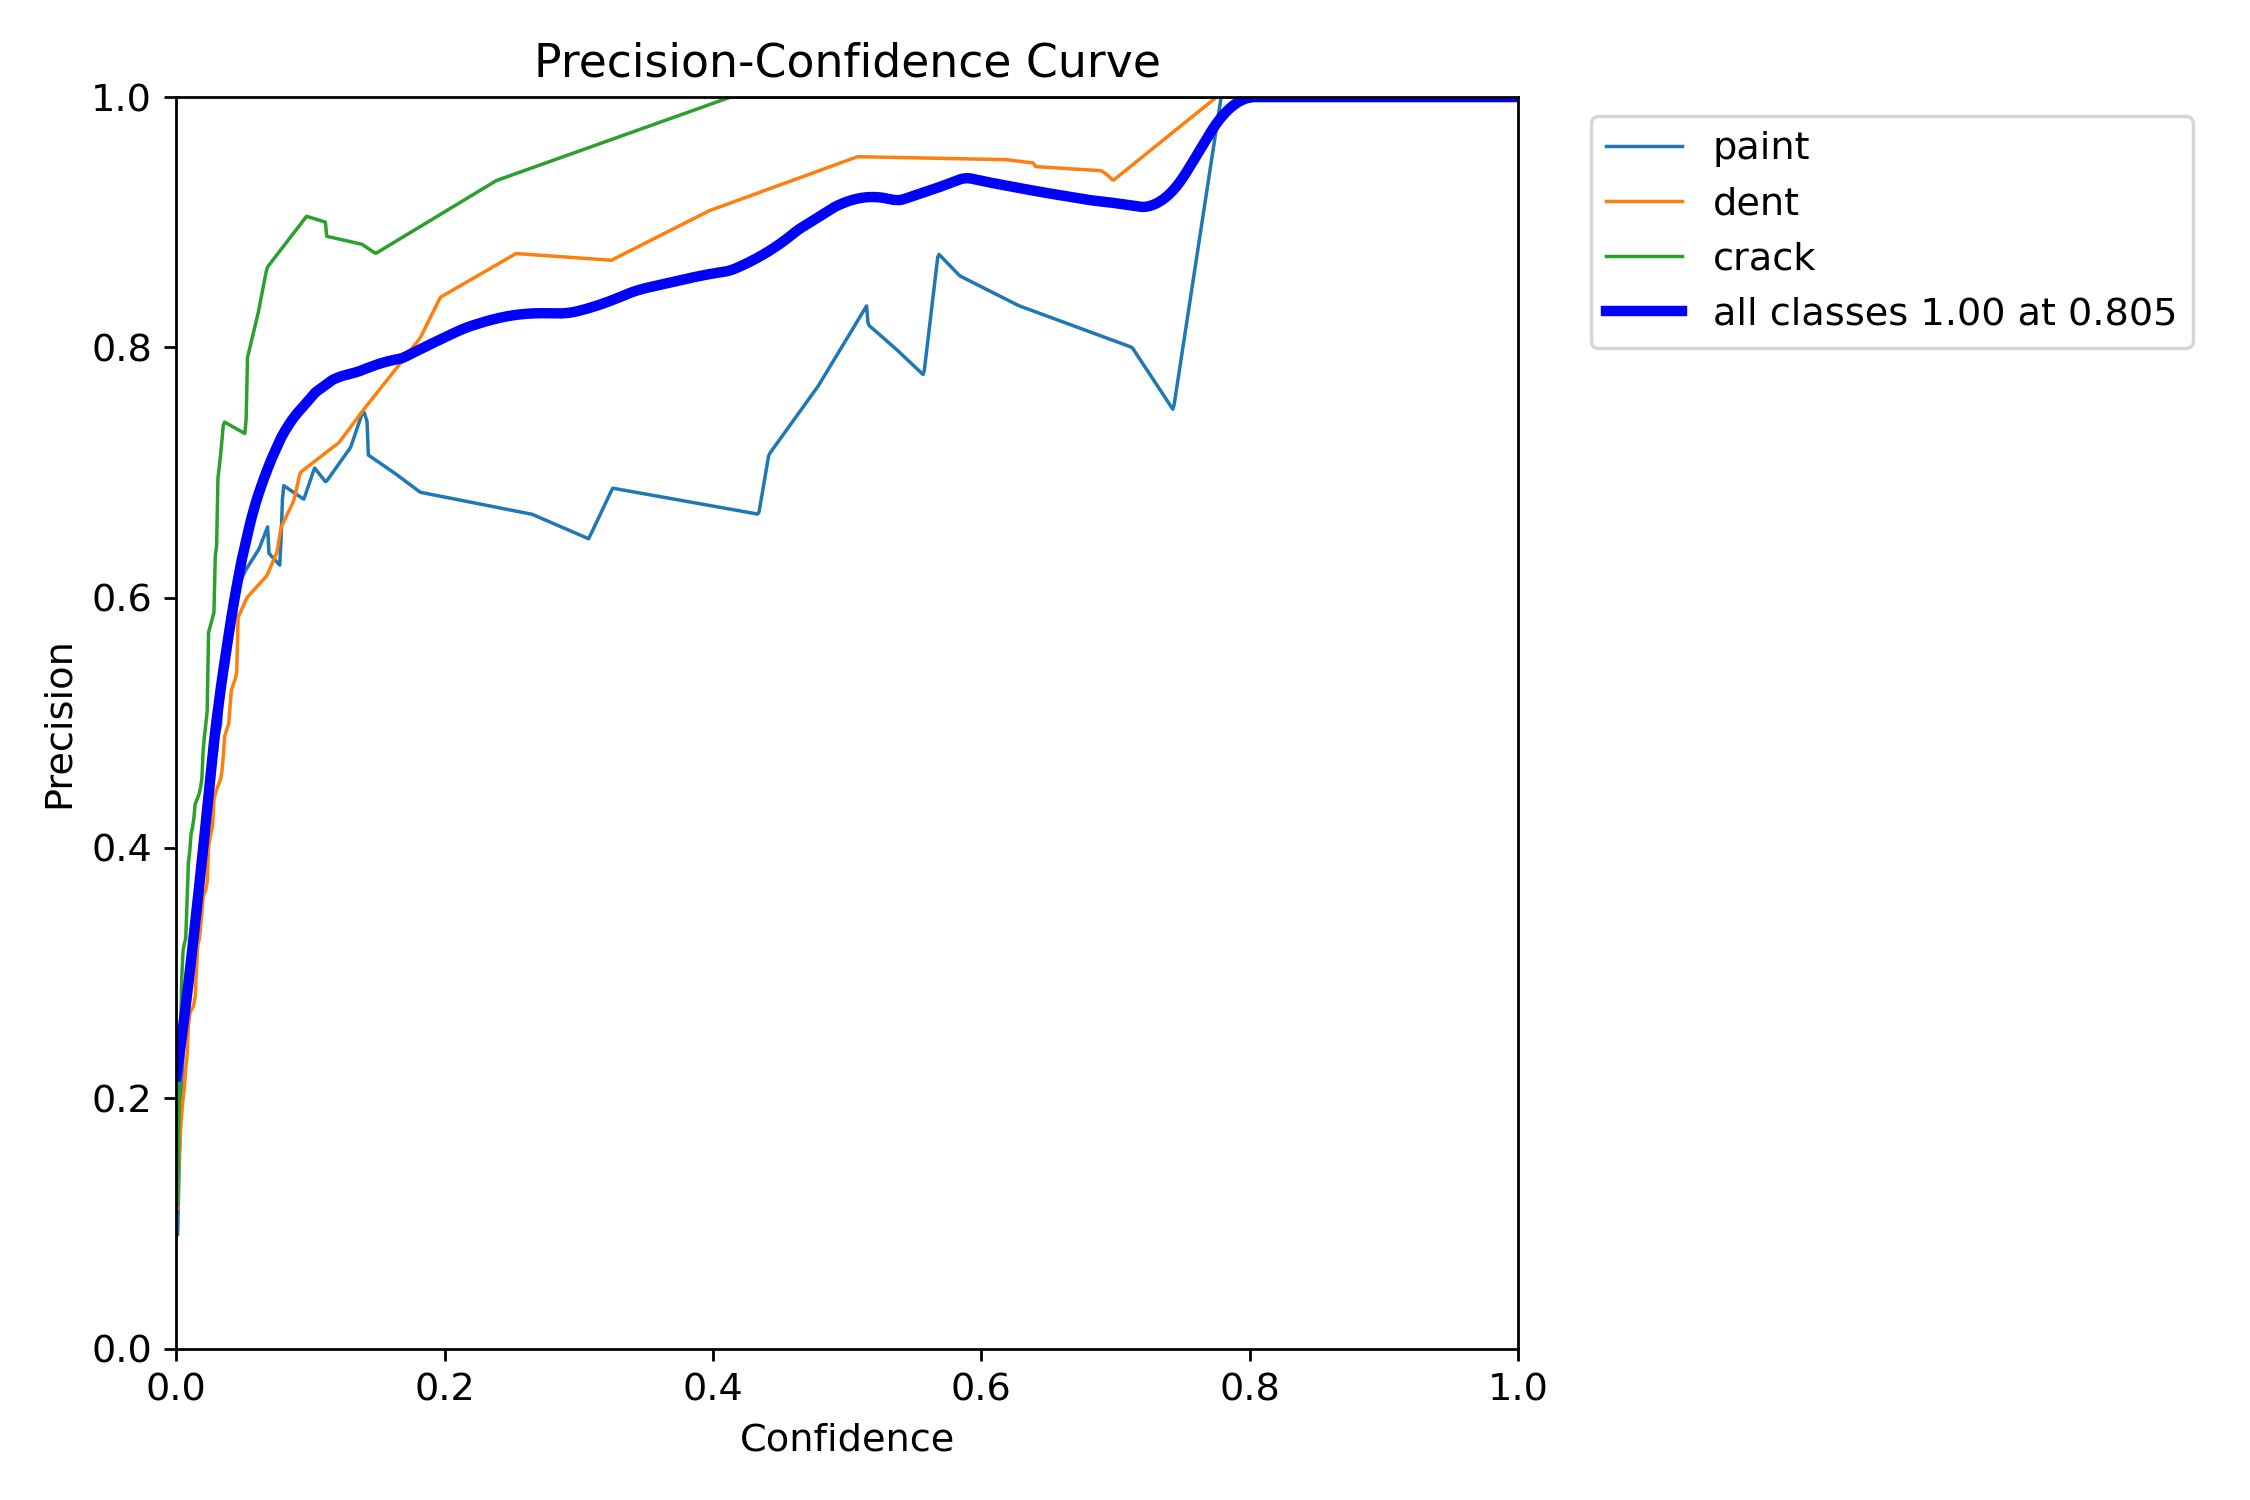 Precision-Confidence Curve
1.0
0.8
0.6
0.4
0.2
0.0
Precision
0.0 0.2 0.4 0.6 0.8 1.0
Confidence
paint
dent
crack
all classes 1.00 at 0.805